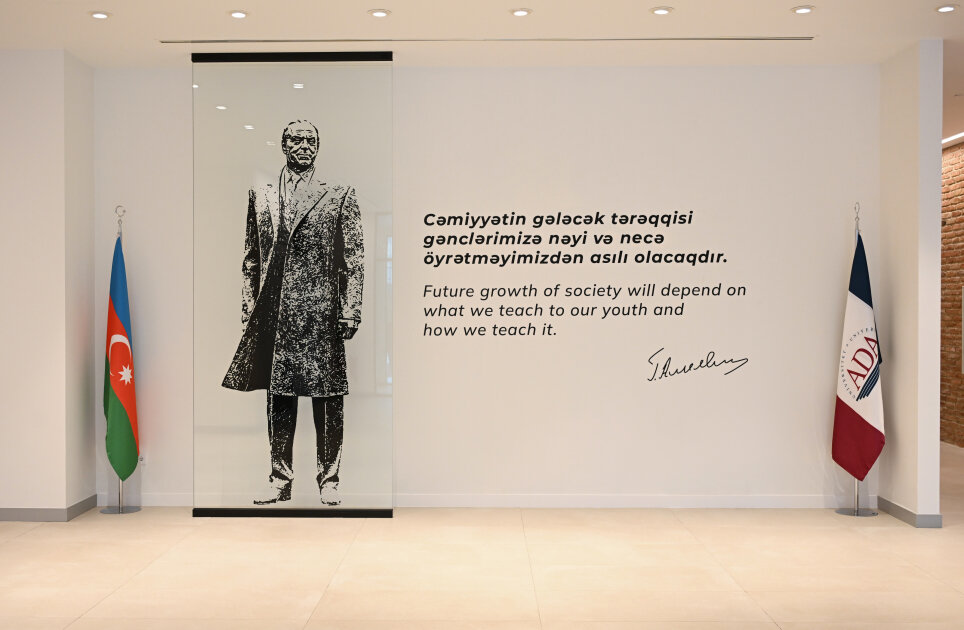 Cəmiyyətin gələcək tərəqqisi
gənclərimizə nəyi və necə
öyrətməyimizdən asılı olacaqdır.
Future growth of society will depend on
what we teach to our youth and
how we teach it.
ADA